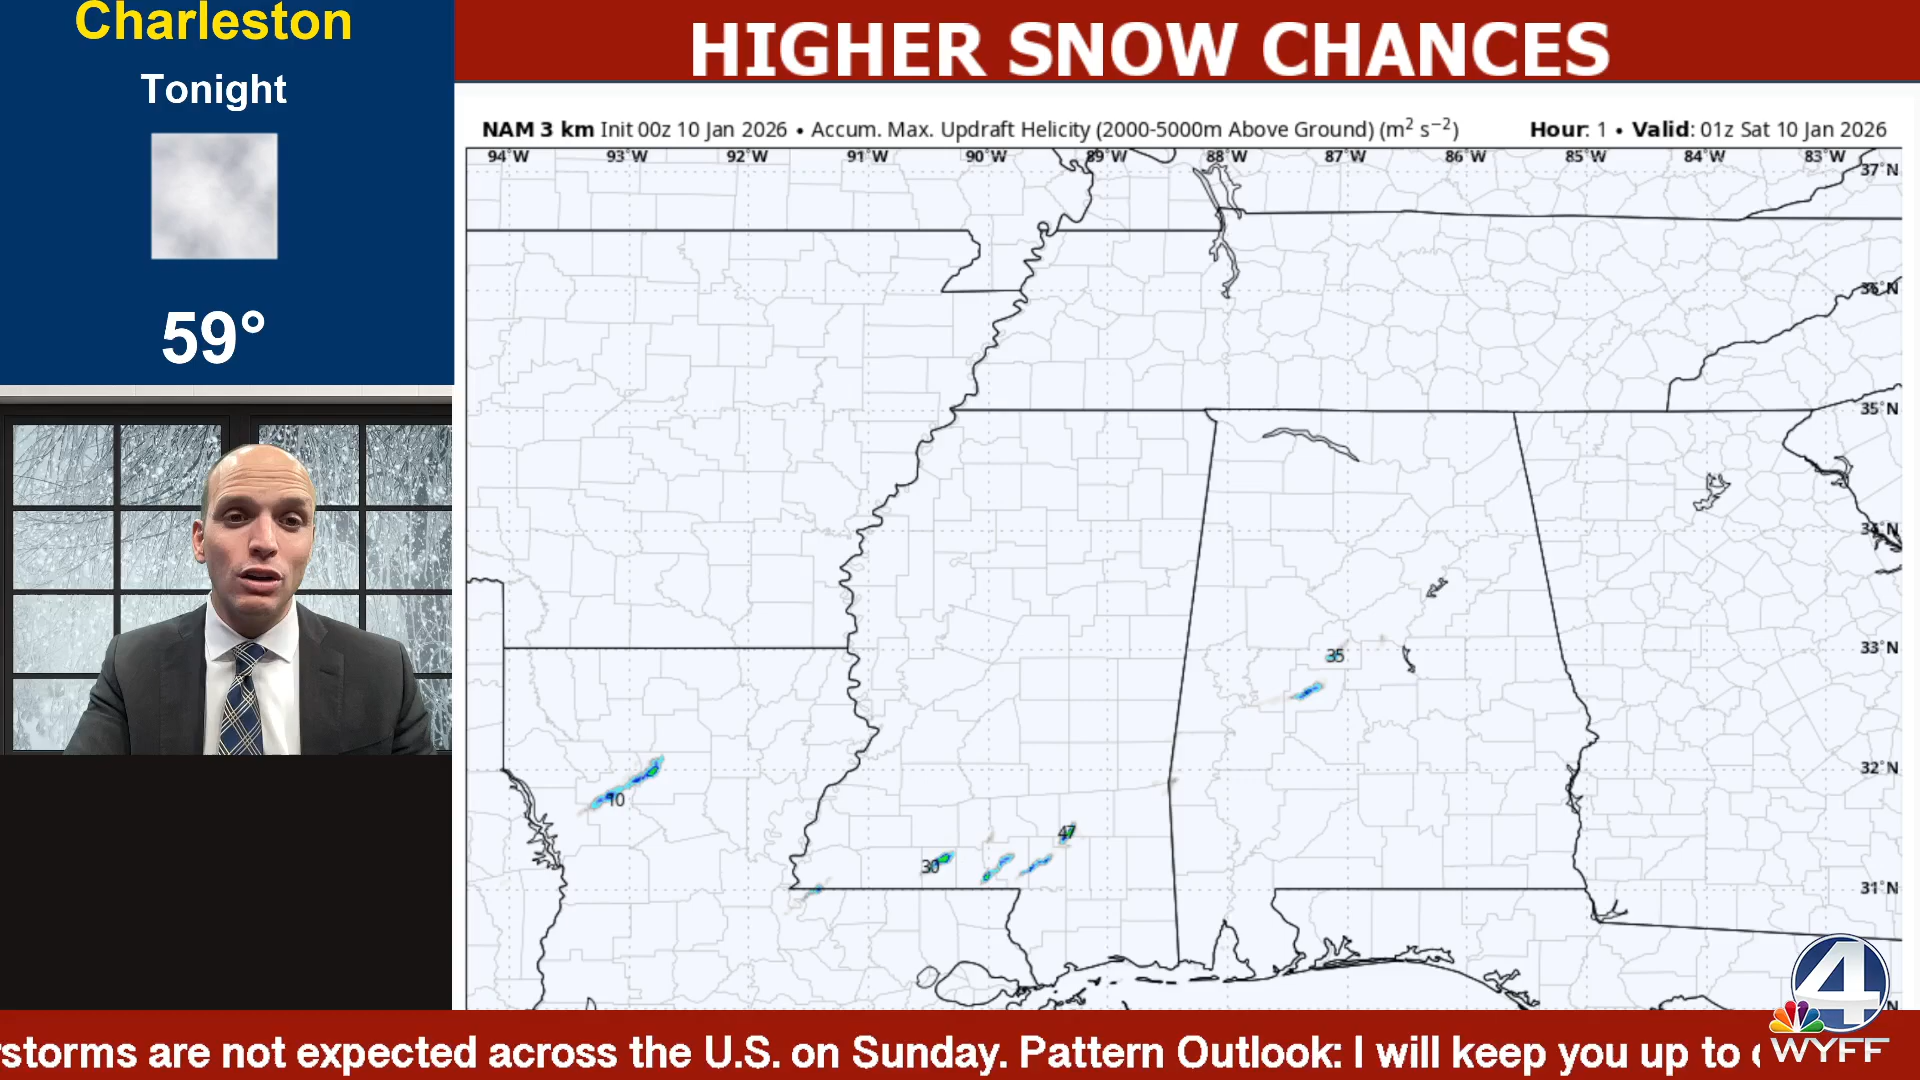 Charleston
Tonight
59°
HIGHER SNOW CHANCES
NAM 3 km Init 00z 10 Jan 2026 • Accum. Max. Updraft Helicity (2000-5000m Above Ground) (m² s⁻²) Hour: 1 • Valid: 01z Sat 10 Jan 2026
94°W 93°W 92°W 91°W 90°W 89°W 88°W 87°W 86°W 85°W 84°W 83°W
37°N
36°N
35°N
34°N
33°N
35
32°N
10
47
30
31°N
N
4
rstorms are not expected across the U.S. on Sunday. Pattern Outlook: I will keep you up to
WYFF